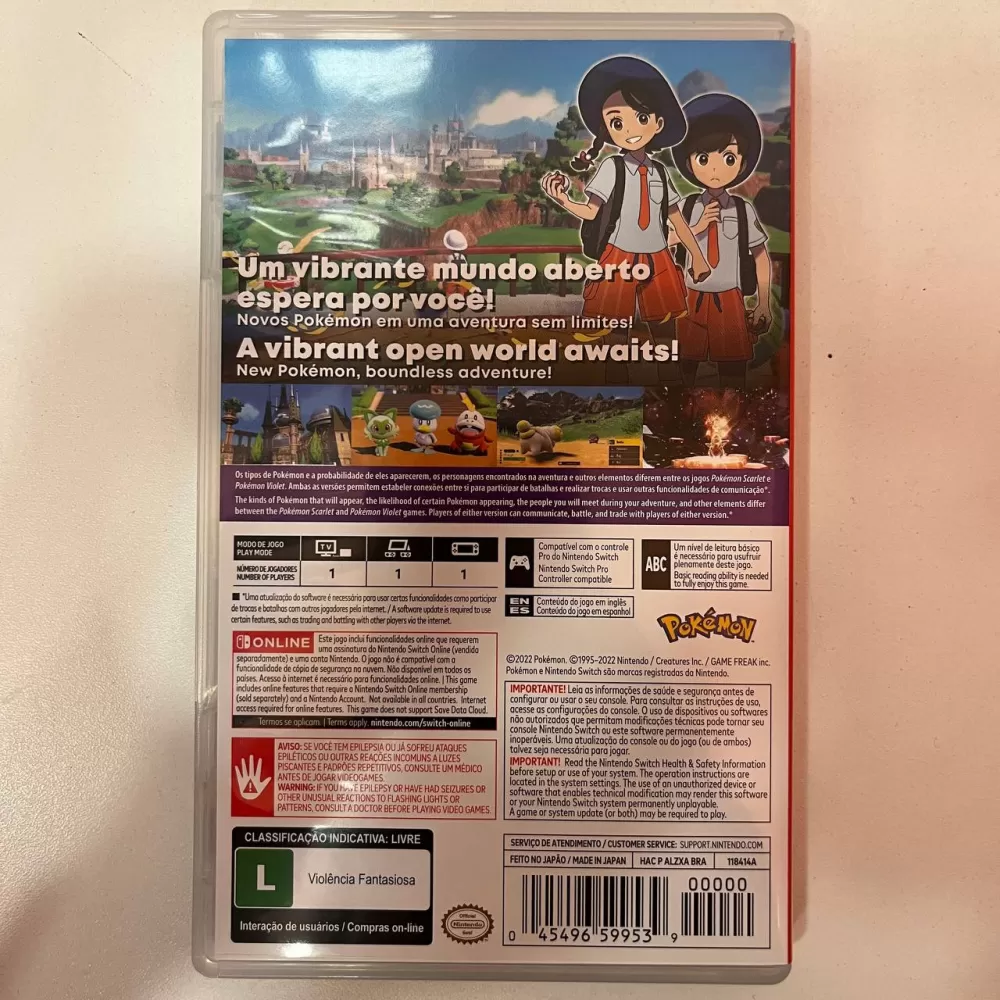 Um vibrante mundo aberto
espera por você!
Novos Pokémon em uma aventura sem limites!
A vibrant open world awaits!
New Pokémon, boundless adventure!
Os tipos de Pokémon e a probabilidade de eles aparecerem, os personagens encontrados na aventura e outros elementos diferem entre os jogos Pokémon Scarlet e
Pokémon Violet. Ambas as versões permitem estabeler conexões entre si para participar de batalhas e realizar trocas e usar outras funcionalidades de comunicação*.
The kinds of Pokémon that will appear, the likelihood of certain Pokémon appearing, the people you will meet during your adventure, and other elements differ
between the Pokémon Scarlet and Pokémon Violet games. Players of either version can communicate, battle, and trade with players of either version.*
MODO DE JOGO
PLAY MODE
TV
NÚMERO DE JOGADORES
NUMBER OF PLAYERS
1 1 1
Compatível com o controle
Pro do Nintendo Switch
Nintendo Switch Pro
Controller compatible
ABC
Um nível de leitura básico
é necessário para usufruir
plenamente deste jogo.
Basic reading ability is needed
to fully enjoy this game.
EN
ES
Conteúdo do jogo em inglês
Conteúdo do jogo em espanhol
*Uma atualização do software é necessária para usar certas funcionalidades como participar
de trocas e batalhas com outros jogadores pela internet. / A software update is required to use
certain features, such as trading and battling with other players via the internet.
Pokémon
©2022 Pokémon. ©1995–2022 Nintendo / Creatures Inc. / GAME FREAK inc.
Pokémon e Nintendo Switch são marcas registradas da Nintendo.
ONLINE
Este jogo inclui funcionalidades online que requerem
uma assinatura do Nintendo Switch Online (vendida
separadamente) e uma conta Nintendo. O jogo não é compatível com a
funcionalidade de cópia de segurança na nuvem. Não disponível em todos os
países. Acesso à internet é necessário para funcionalidades online. | This game
includes online features that require a Nintendo Switch Online membership
(sold separately) and a Nintendo Account. Not available in all countries. Internet
access required for online features. This game does not support Save Data Cloud.
Termos se aplicam. | Terms apply. nintendo.com/switch-online
IMPORTANTE! Leia as informações de saúde e segurança antes de
configurar ou usar o seu console. Para consultar as instruções de uso,
acesse as configurações do console. O uso de dispositivos ou softwares
não autorizados que permitam modificações técnicas pode tornar seu
console Nintendo Switch ou este software permanentemente
inoperáveis. Uma atualização do console ou do jogo (ou de ambos)
talvez seja necessária para jogar.
IMPORTANT! Read the Nintendo Switch Health & Safety Information
before setup or use of your system. The operation instructions are
located in the system settings. The use of an unauthorized device or
software that enables technical modification may render this software
or your Nintendo Switch system permanently unplayable.
A game or system update (or both) may be required to play.
AVISO: SE VOCÊ TEM EPILEPSIA OU JÁ SOFREU ATAQUES
EPILÉTICOS OU OUTRAS REAÇÕES INCOMUNS A LUZES
PISCANTES E PADRÕES REPETITIVOS, CONSULTE UM MÉDICO
ANTES DE JOGAR VIDEOGAMES.
WARNING: IF YOU HAVE EPILEPSY OR HAVE HAD SEIZURES OR
OTHER UNUSUAL REACTIONS TO FLASHING LIGHTS OR
PATTERNS, CONSULT A DOCTOR BEFORE PLAYING VIDEO GAMES.
CLASSIFICAÇÃO INDICATIVA: LIVRE
L
Violência Fantasiosa
Interação de usuários / Compras on-line
Official
Nintendo
Seal
SERVIÇO DE ATENDIMENTO / CUSTOMER SERVICE: SUPPORT.NINTENDO.COM
FEITO NO JAPÃO / MADE IN JAPAN
HAC P ALZXA BRA
118414A
00000
0 45496 59953 9